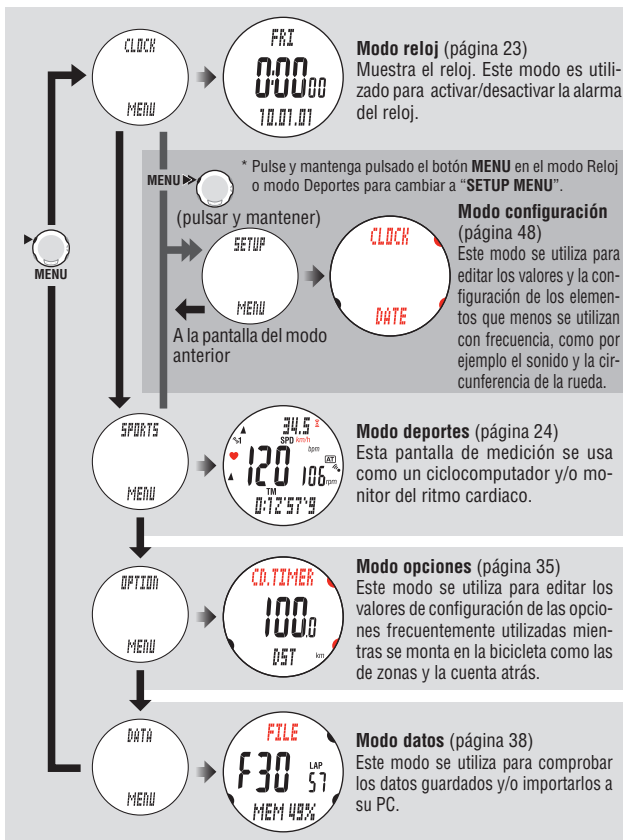 CLOCK
MENU
FRI
0:00 00
10.01.01
Modo reloj (página 23)
Muestra el reloj. Este modo es utili-
zado para activar/desactivar la alarma
del reloj.
MENU
* Pulse y mantenga pulsado el botón MENU en el modo Reloj
o modo Deportes para cambiar a “SETUP MENU”.
(pulsar y mantener)
SETUP
MENU
A la pantalla del modo
anterior
CLOCK
DATE
Modo configuración
(página 48)
Este modo se utiliza para
editar los valores y la con-
figuración de los elemen-
tos que menos se utilizan
con frecuencia, como por
ejemplo el sonido y la cir-
cunferencia de la rueda.
MENU
SPORTS
MENU
34.5
SPD km/h
bpm
AT
120 106 rpm
TM
0:12'57"9
Modo deportes (página 24)
Esta pantalla de medición se usa
como un ciclocomputador y/o mo-
nitor del ritmo cardiaco.
OPTION
MENU
CD.TIMER
100.0
DST km
Modo opciones (página 35)
Este modo se utiliza para editar los
valores de configuración de las opcio-
nes frecuentemente utilizadas mien-
tras se monta en la bicicleta como las
de zonas y la cuenta atrás.
DATA
MENU
FILE
F30 LAP 57
MEM 49%
Modo datos (página 38)
Este modo se utiliza para comprobar
los datos guardados y/o importarlos a
su PC.